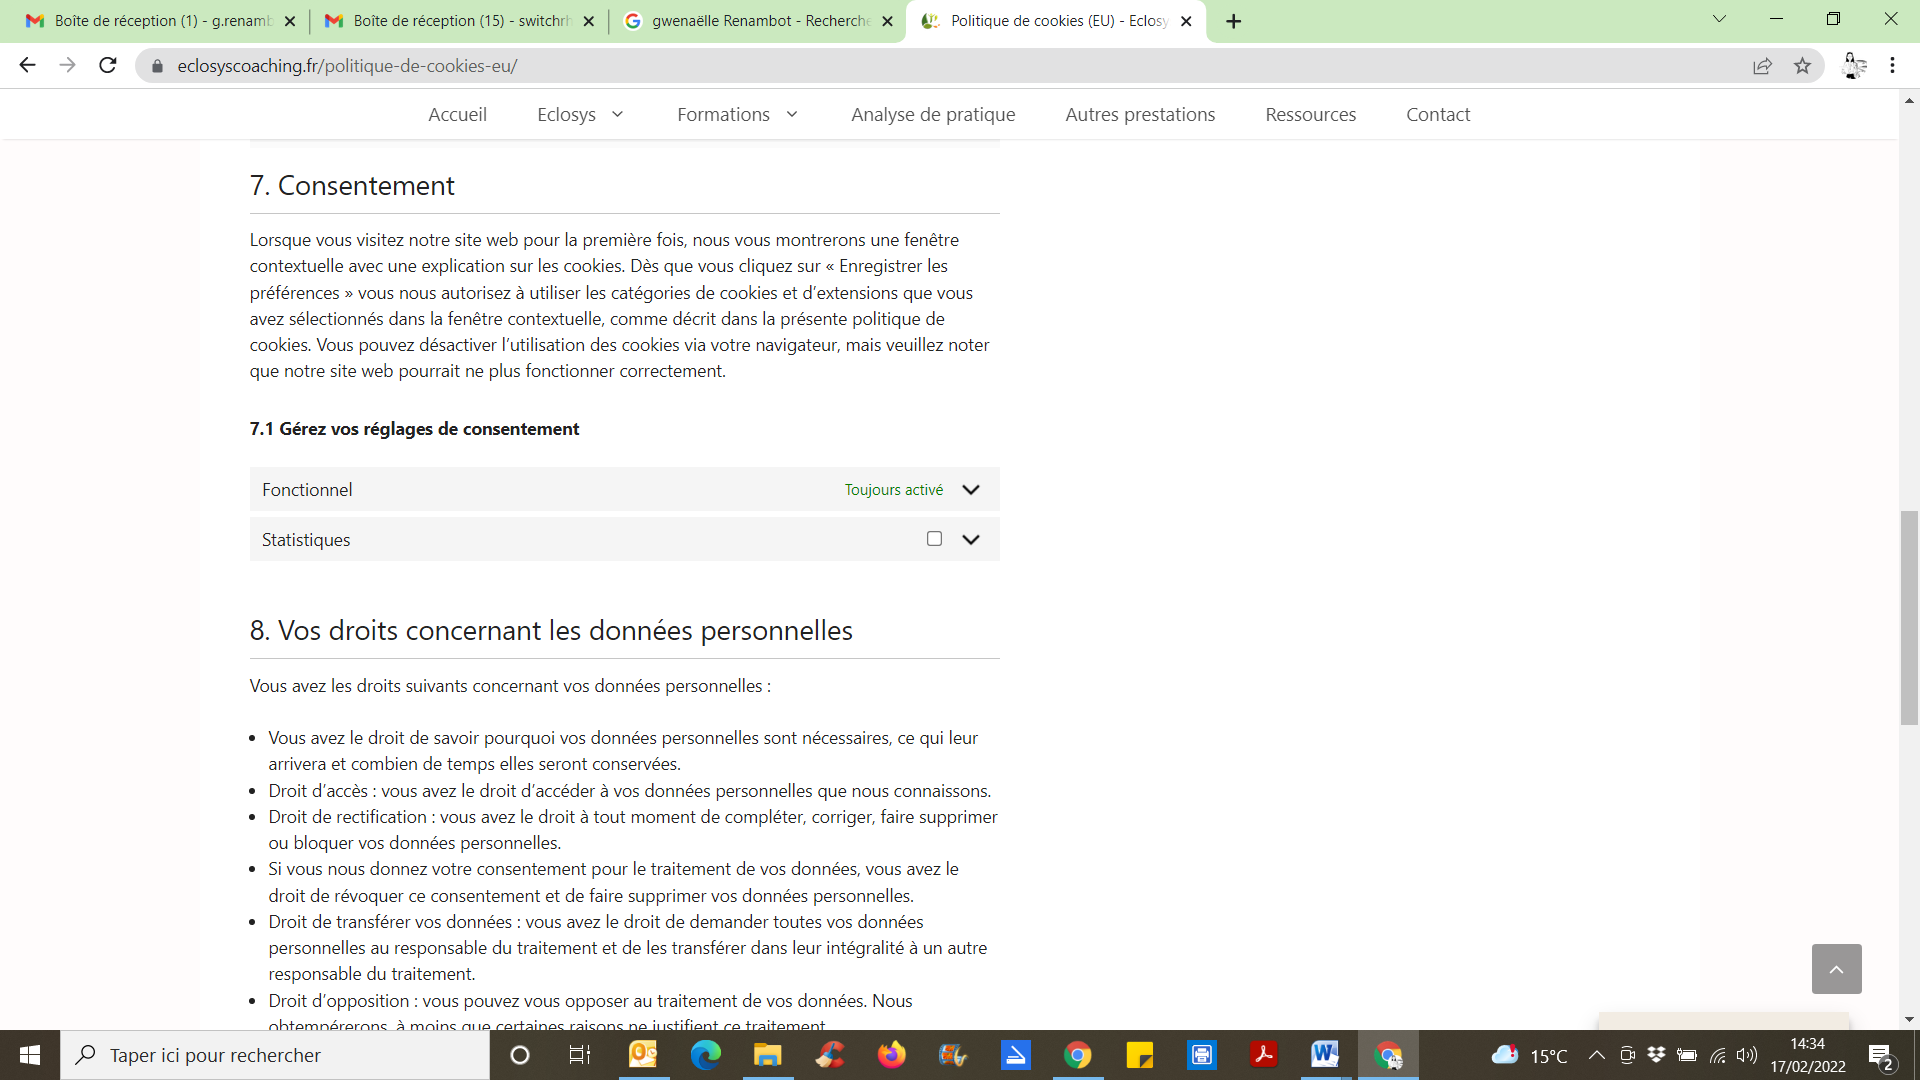 Boîte de réception (1) - g.renamb
Boîte de réception (15) - switchrh
gwenaëlle Renambot - Recherche
Politique de cookies (EU) - Eclosy
eclosyscoaching.fr/politique-de-cookies-eu/
Accueil
Eclosys
Formations
Analyse de pratique
Autres prestations
Ressources
Contact
7. Consentement
Lorsque vous visitez notre site web pour la première fois, nous vous montrerons une fenêtre
contextuelle avec une explication sur les cookies. Dès que vous cliquez sur « Enregistrer les
préférences » vous nous autorisez à utiliser les catégories de cookies et d’extensions que vous
avez sélectionnés dans la fenêtre contextuelle, comme décrit dans la présente politique de
cookies. Vous pouvez désactiver l’utilisation des cookies via votre navigateur, mais veuillez noter
que notre site web pourrait ne plus fonctionner correctement.
7.1 Gérez vos réglages de consentement
Fonctionnel
Toujours activé
Statistiques
8. Vos droits concernant les données personnelles
Vous avez les droits suivants concernant vos données personnelles :
Vous avez le droit de savoir pourquoi vos données personnelles sont nécessaires, ce qui leur
arrivera et combien de temps elles seront conservées.
Droit d’accès : vous avez le droit d’accéder à vos données personnelles que nous connaissons.
Droit de rectification : vous avez le droit à tout moment de compléter, corriger, faire supprimer
ou bloquer vos données personnelles.
Si vous nous donnez votre consentement pour le traitement de vos données, vous avez le
droit de révoquer ce consentement et de faire supprimer vos données personnelles.
Droit de transférer vos données : vous avez le droit de demander toutes vos données
personnelles au responsable du traitement et de les transférer dans leur intégralité à un autre
responsable du traitement.
Droit d’opposition : vous pouvez vous opposer au traitement de vos données. Nous
obtempérerons, à moins que certaines raisons ne justifient ce traitement.
Taper ici pour rechercher
15°C
14:34
17/02/2022
2